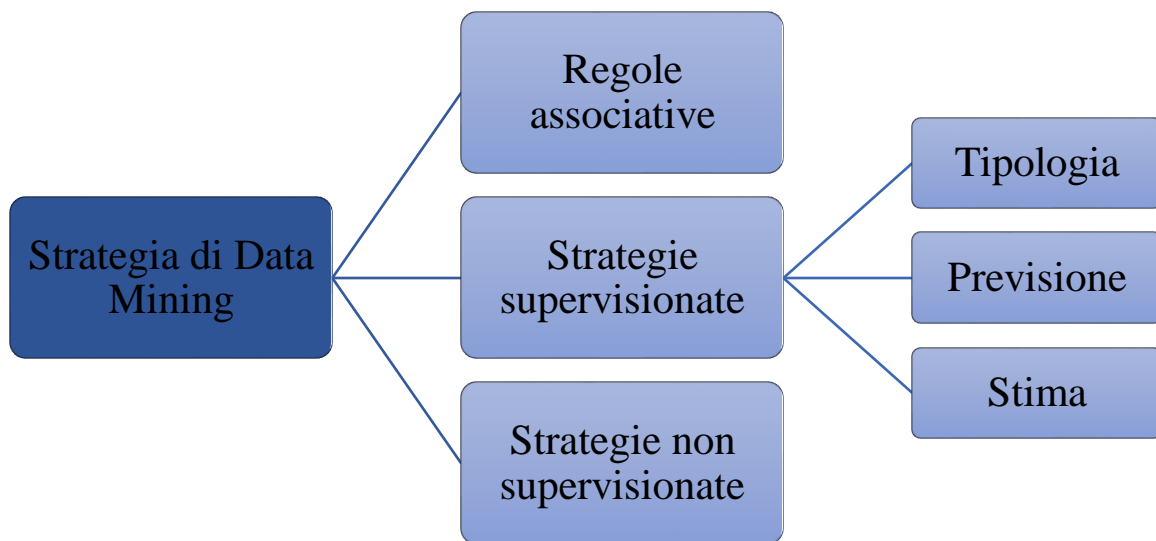 Strategia di Data
Mining
Regole
associative
Strategie
supervisionate
Strategie non
supervisionate
Tipologia
Previsione
Stima